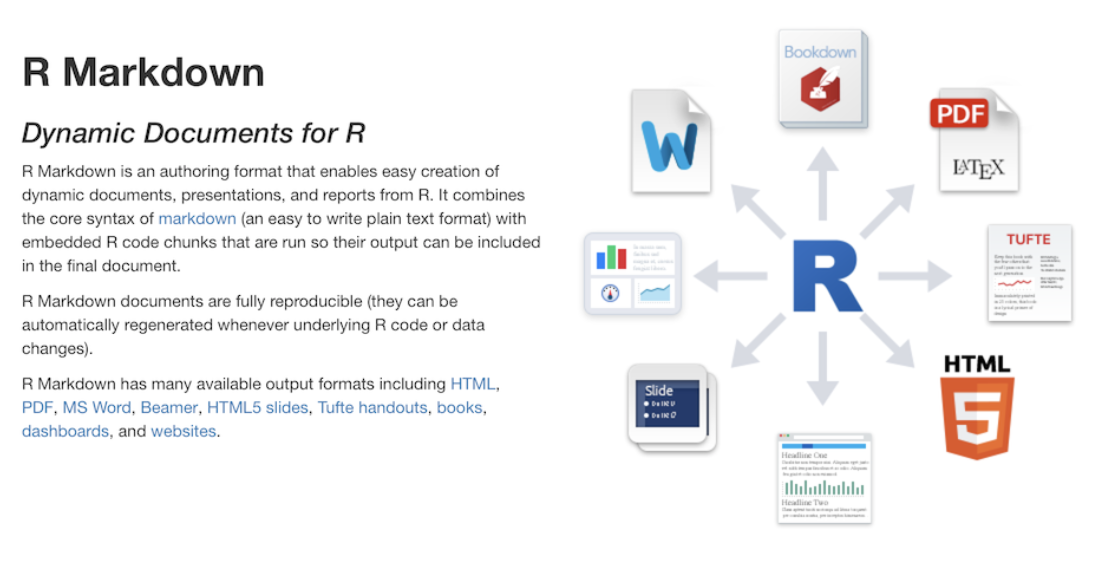 R Markdown
Dynamic Documents for R
R Markdown is an authoring format that enables easy creation of
dynamic documents, presentations, and reports from R. It combines
the core syntax of markdown (an easy to write plain text format) with
embedded R code chunks that are run so their output can be included
in the final document.
R Markdown documents are fully reproducible (they can be
automatically regenerated whenever underlying R code or data
changes).
R Markdown has many available output formats including HTML,
PDF, MS Word, Beamer, HTML5 slides, Tufte handouts, books,
dashboards, and websites.
Bookdown
W
PDF
LATEX
TUFTE
R
HTML
5
Slide
Headline One
Headline Two